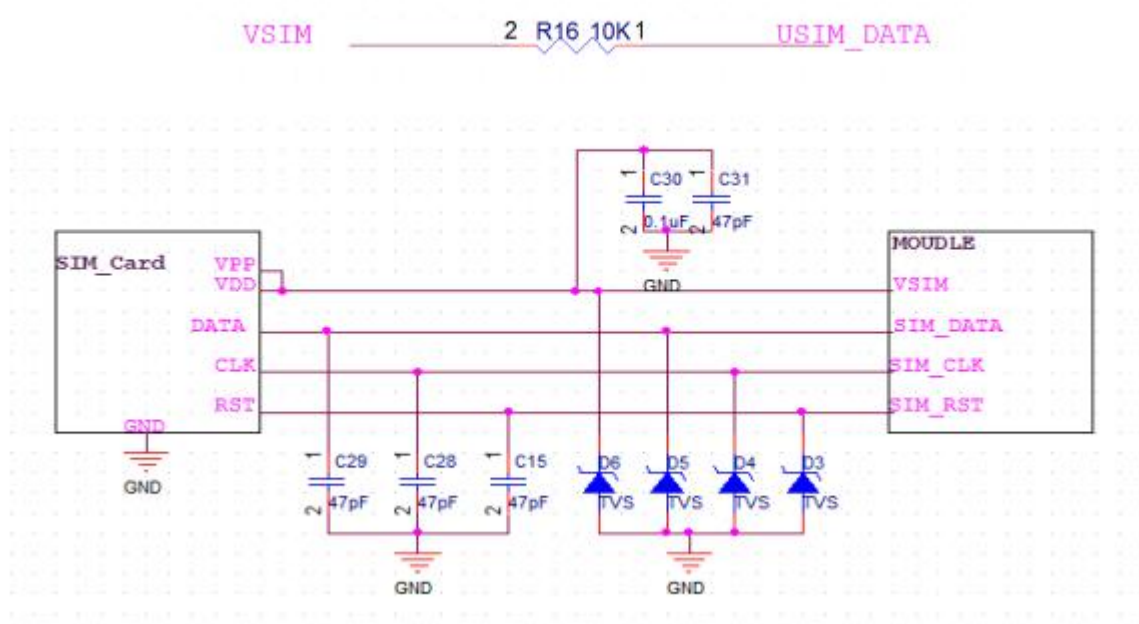 VSIM 2 R16 10K 1 USIM_DATA
1 C30 1 C31
2 0.1uF 2 47pF
GND
SIM_Card
VPP
VDD
DATA
CLK
RST
GND
GND
MOUDLE
VSIM
SIM_DATA
SIM_CLK
SIM_RST
1 C29 1 C28 1 C15
2 47pF 2 47pF 2 47pF
GND
D6 D5 D4 D3
TVS TVS TVS TVS
GND